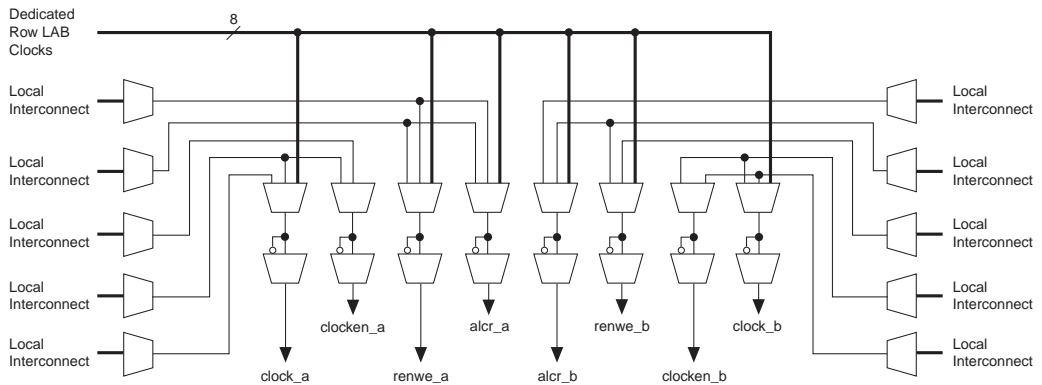 Dedicated
Row LAB
Clocks
8
Local
Interconnect
Local
Interconnect
Local
Interconnect
Local
Interconnect
Local
Interconnect
Local
Interconnect
Local
Interconnect
Local
Interconnect
Local
Interconnect
Local
Interconnect
clocken_a
alcr_a
renwe_b
clock_b
clock_a
renwe_a
alcr_b
clocken_b